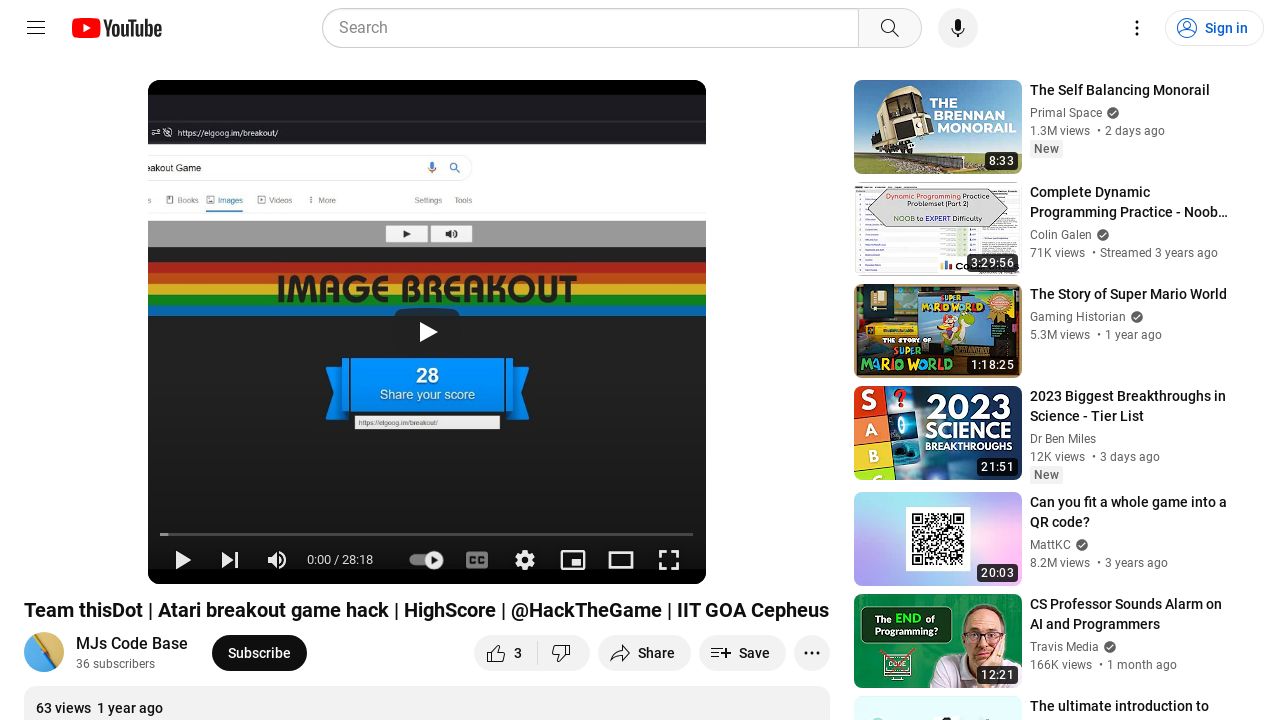 YouTube
Search
Sign in
https://elgoog.im/breakout/
eakout Game
Books
Images
Videos
More
Settings
Tools
IMAGE BREAKOUT
28
Share your score
https://elgoog.im/breakout/
0:00 / 28:18
CC
Team thisDot | Atari breakout game hack | HighScore | @HackTheGame | IIT GOA Cepheus
MJs Code Base
36 subscribers
Subscribe
3
Share
Save
63 views 1 year ago
THE
BRENNAN
MONORAIL
8:33
The Self Balancing Monorail
Primal Space
1.3M views • 2 days ago
New
Dynamic Programming Practice
Problemset (Part 2)
NOOB to EXPERT Difficulty
3:29:56
Complete Dynamic
Programming Practice - Noob...
Colin Galen
71K views • Streamed 3 years ago
SUPER
MARIO WORLD
THE STORY OF
SUPER
MARIO WORLD
1:18:25
The Story of Super Mario World
Gaming Historian
5.3M views • 1 year ago
S
A
B
?
2023
SCIENCE
BREAKTHROUGHS
21:51
2023 Biggest Breakthroughs in
Science - Tier List
Dr Ben Miles
12K views • 3 days ago
New
20:03
Can you fit a whole game into a
QR code?
MattKC
8.2M views • 3 years ago
The END of
Programming?
CODE
12:21
CS Professor Sounds Alarm on
AI and Programmers
Travis Media
166K views • 1 month ago
The ultimate introduction to